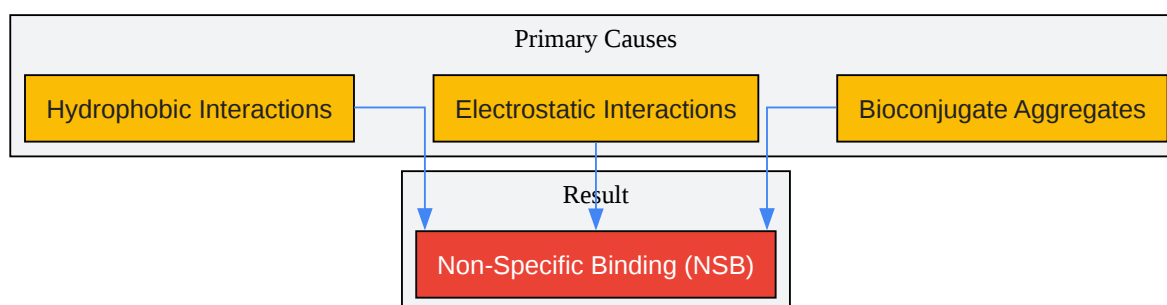 Primary Causes
Hydrophobic Interactions
Electrostatic Interactions
Bioconjugate Aggregates
Result
Non-Specific Binding (NSB)